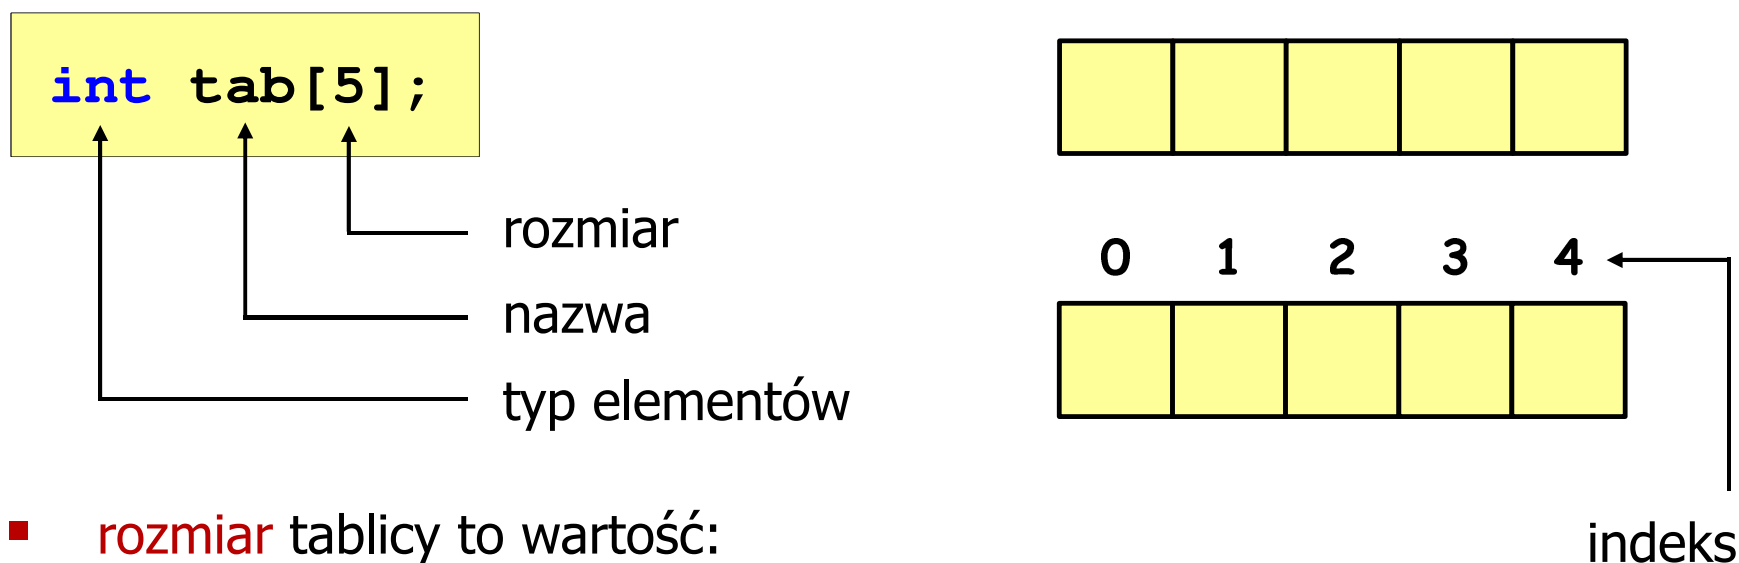 int tab[5];
rozmiar
nazwa
typ elementów
0 1 2 3 4
indeks
rozmiar tablicy to wartość: